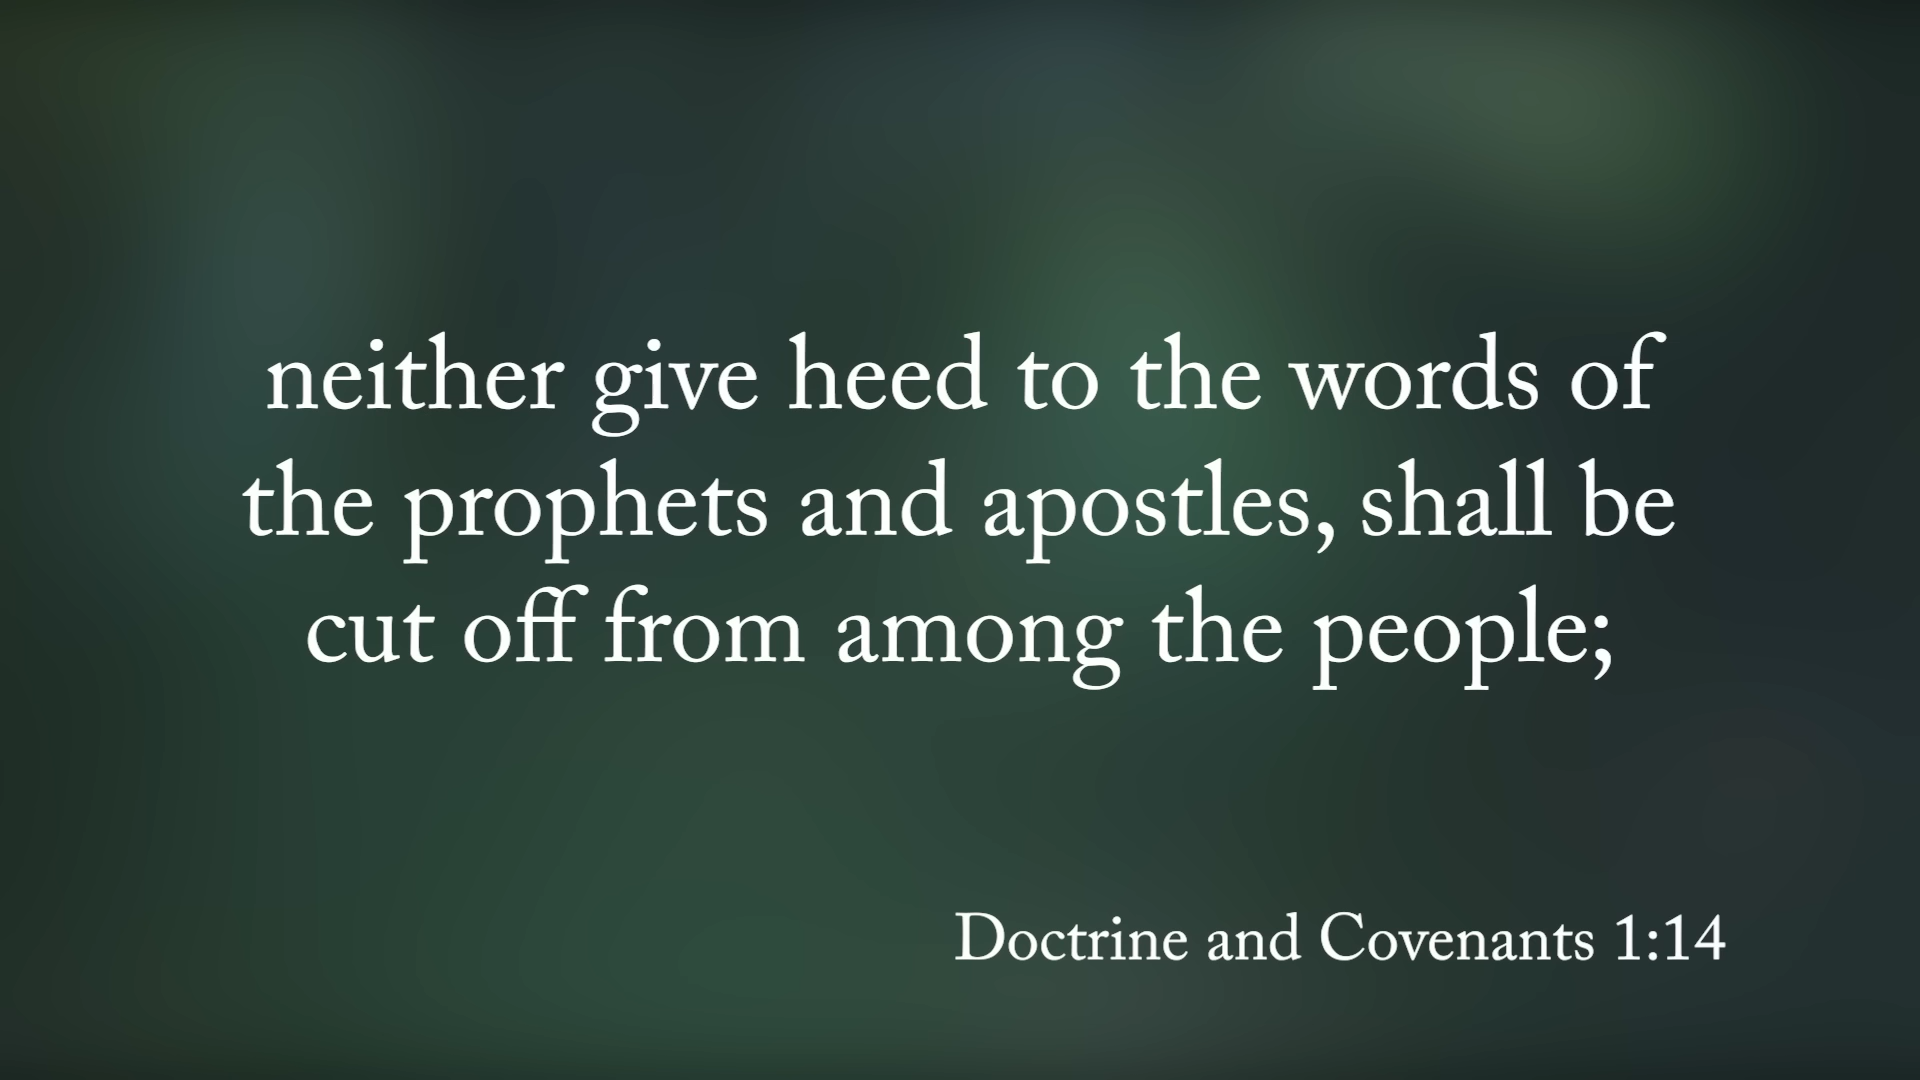 neither give heed to the words of
the prophets and apostles, shall be
cut off from among the people;
Doctrine and Covenants 1:14